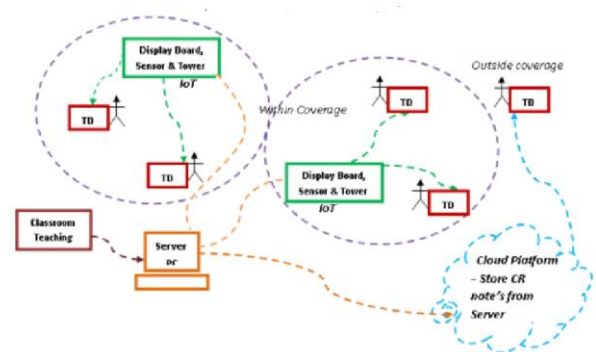 Display Board,
Sensor & Tower
IoT
TD
TD
Within Coverage
TD
Display Board,
Sensor & Tower
IoT
TD
Outside coverage
TD
Classroom
Teaching
Server
PC
Cloud Platform
– Store CR
note's from
Server